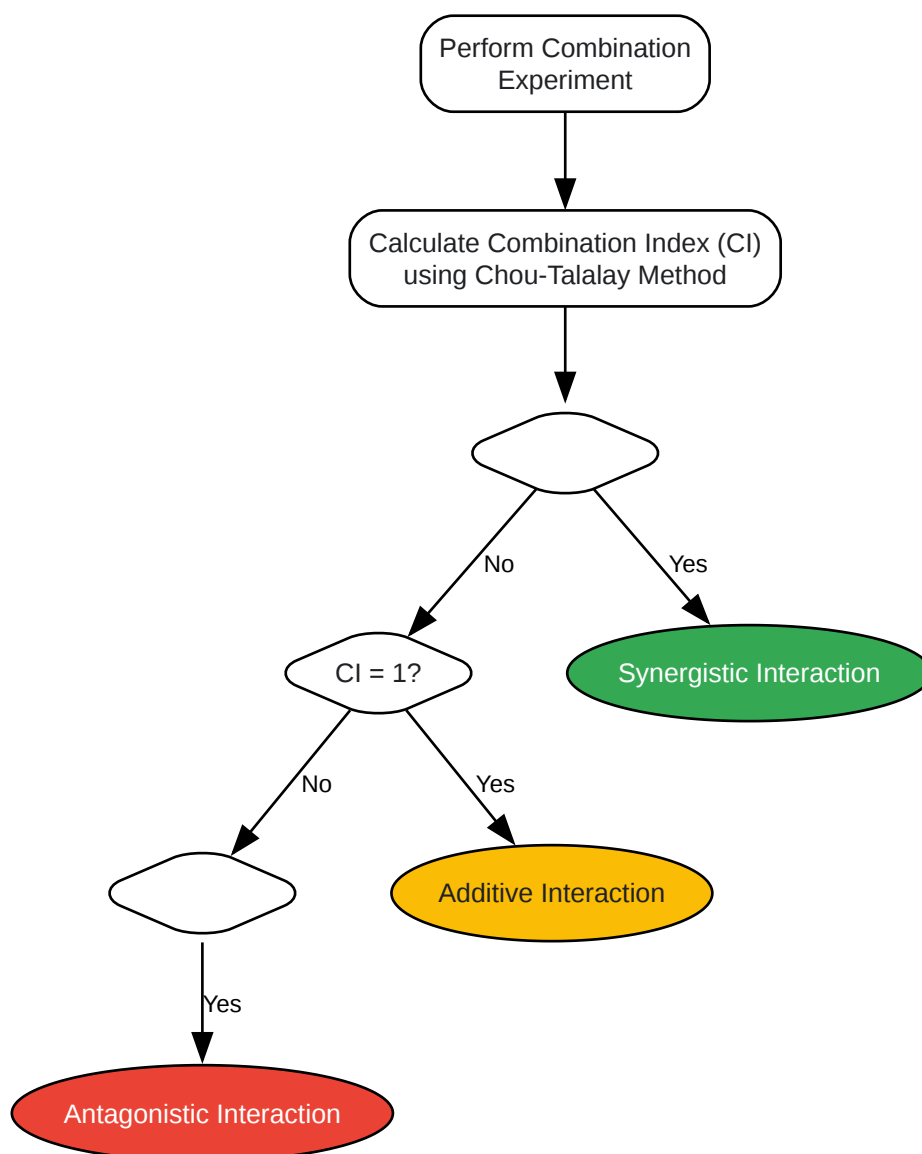 Perform Combination
Experiment
Calculate Combination Index (CI)
using Chou-Talalay Method
No
Yes
CI = 1?
Synergistic Interaction
No
Yes
Additive Interaction
Yes
Antagonistic Interaction